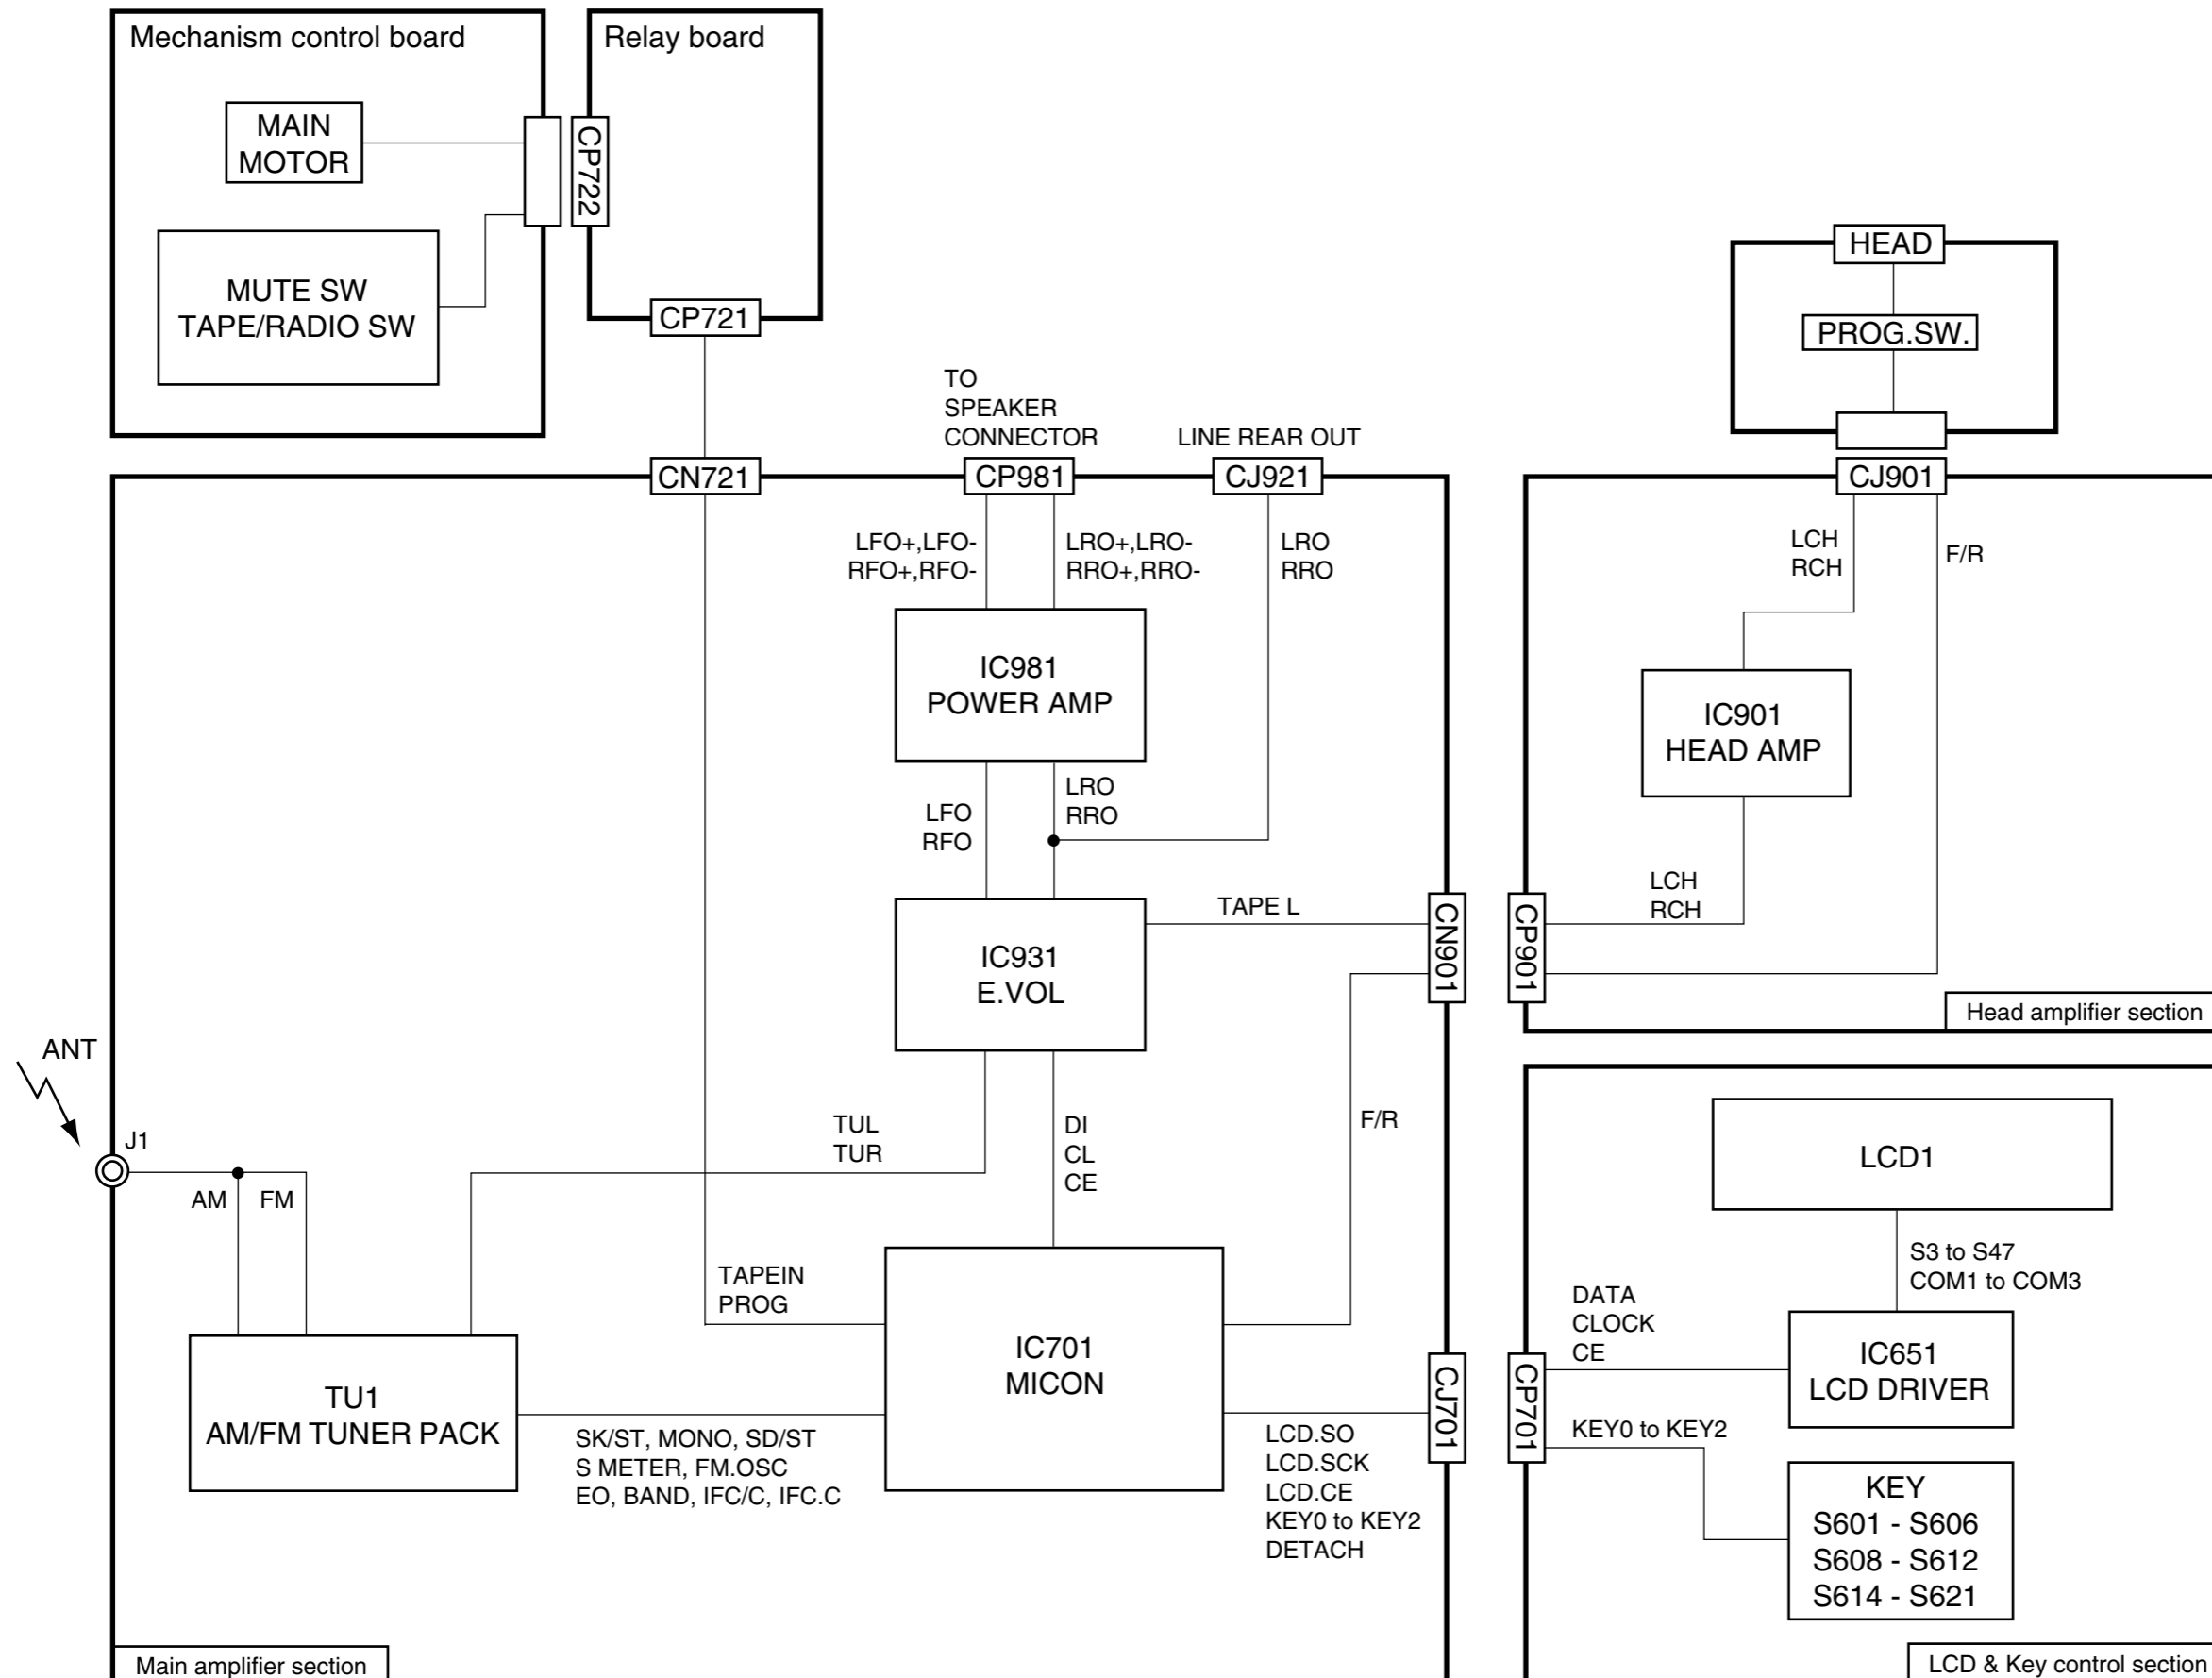 Mechanism control board
MAIN
MOTOR
MUTE SW
TAPE/RADIO SW
Relay board
CP722
CP721
HEAD
PROG.SW.
TO
SPEAKER
CONNECTOR
LINE REAR OUT
CN721
CP981
CJ921
CJ901
LFO+,LFO-
RFO+,RFO-
LRO+,LRO-
RRO+,RRO-
LRO
RRO
IC981
POWER AMP
LFO
RFO
LRO
RRO
IC931
E.VOL
TAPE L
CN901
F/R
TUL
TUR
DI
CL
CE
ANT
J1
AM
FM
TAPEIN
PROG
TU1
AM/FM TUNER PACK
SK/ST, MONO, SD/ST
S METER, FM.OSC
EO, BAND, IFC/C, IFC.C
IC701
MICON
CJ701
LCD.SO
LCD.SCK
LCD.CE
KEY0 to KEY2
DETACH
Main amplifier section
LCH
RCH
F/R
IC901
HEAD AMP
LCH
RCH
CP901
Head amplifier section
LCD1
S3 to S47
COM1 to COM3
DATA
CLOCK
CE
IC651
LCD DRIVER
CP701
KEY0 to KEY2
KEY
S601 - S606
S608 - S612
S614 - S621
LCD & Key control section